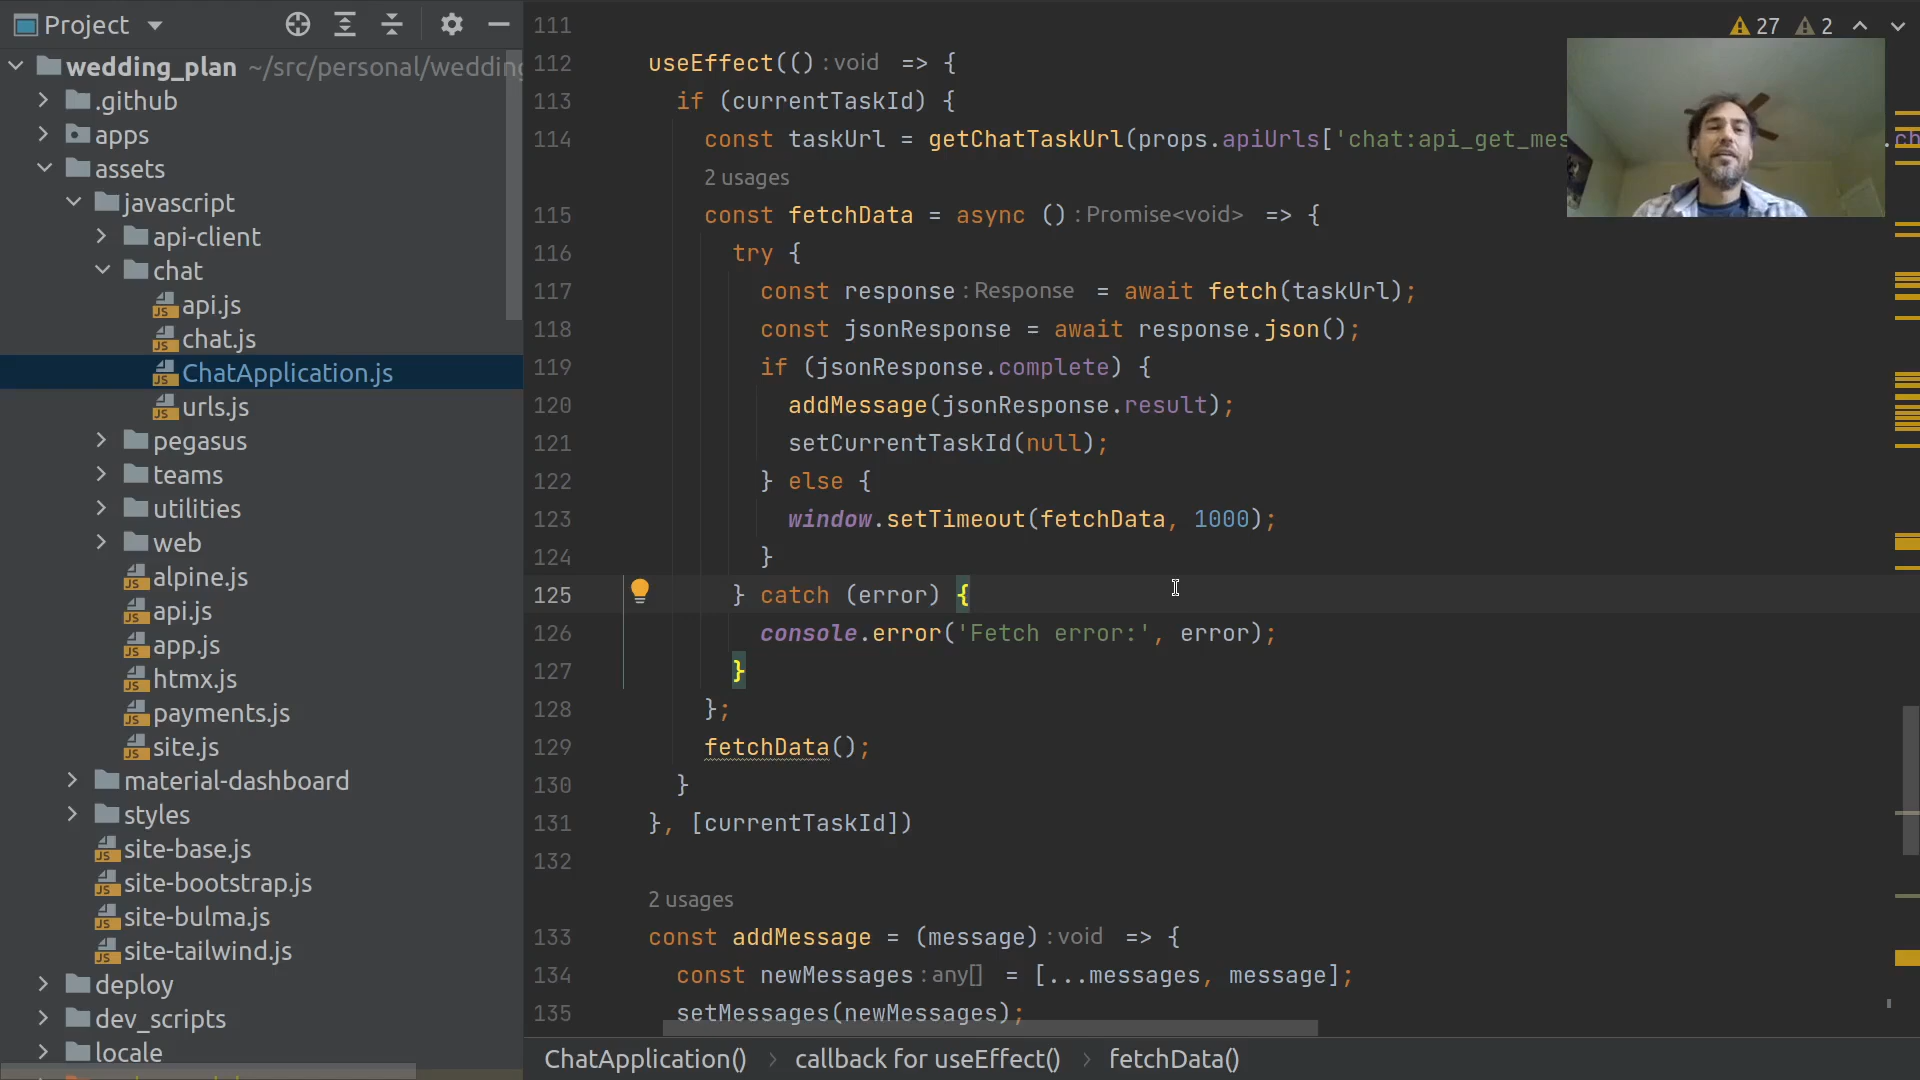 Project
wedding_plan ~/src/personal/wedding
.github
apps
assets
javascript
api-client
chat
api.js
chat.js
ChatApplication.js
urls.js
pegasus
teams
utilities
web
alpine.js
api.js
app.js
htmx.js
payments.js
site.js
material-dashboard
styles
site-base.js
site-bootstrap.js
site-bulma.js
site-tailwind.js
deploy
dev_scripts
locale
27 2
111
112 useEffect(() : void => {
113 if (currentTaskId) {
114 const taskUrl = getChatTaskUrl(props.apiUrls['chat:api_get_mes .ch
2 usages
115 const fetchData = async () : Promise<void> => {
116 try {
117 const response : Response = await fetch(taskUrl);
118 const jsonResponse = await response.json();
119 if (jsonResponse.complete) {
120 addMessage(jsonResponse.result);
121 setCurrentTaskId(null);
122 } else {
123 window.setTimeout(fetchData, 1000);
124 }
125 } catch (error) {
126 console.error('Fetch error:', error);
127 }
128 };
129 fetchData();
130 }
131 }, [currentTaskId])
132
2 usages
133 const addMessage = (message) : void => {
134 const newMessages : any[] = [...messages, message];
135 setMessages(newMessages);
ChatApplication() › callback for useEffect() › fetchData()